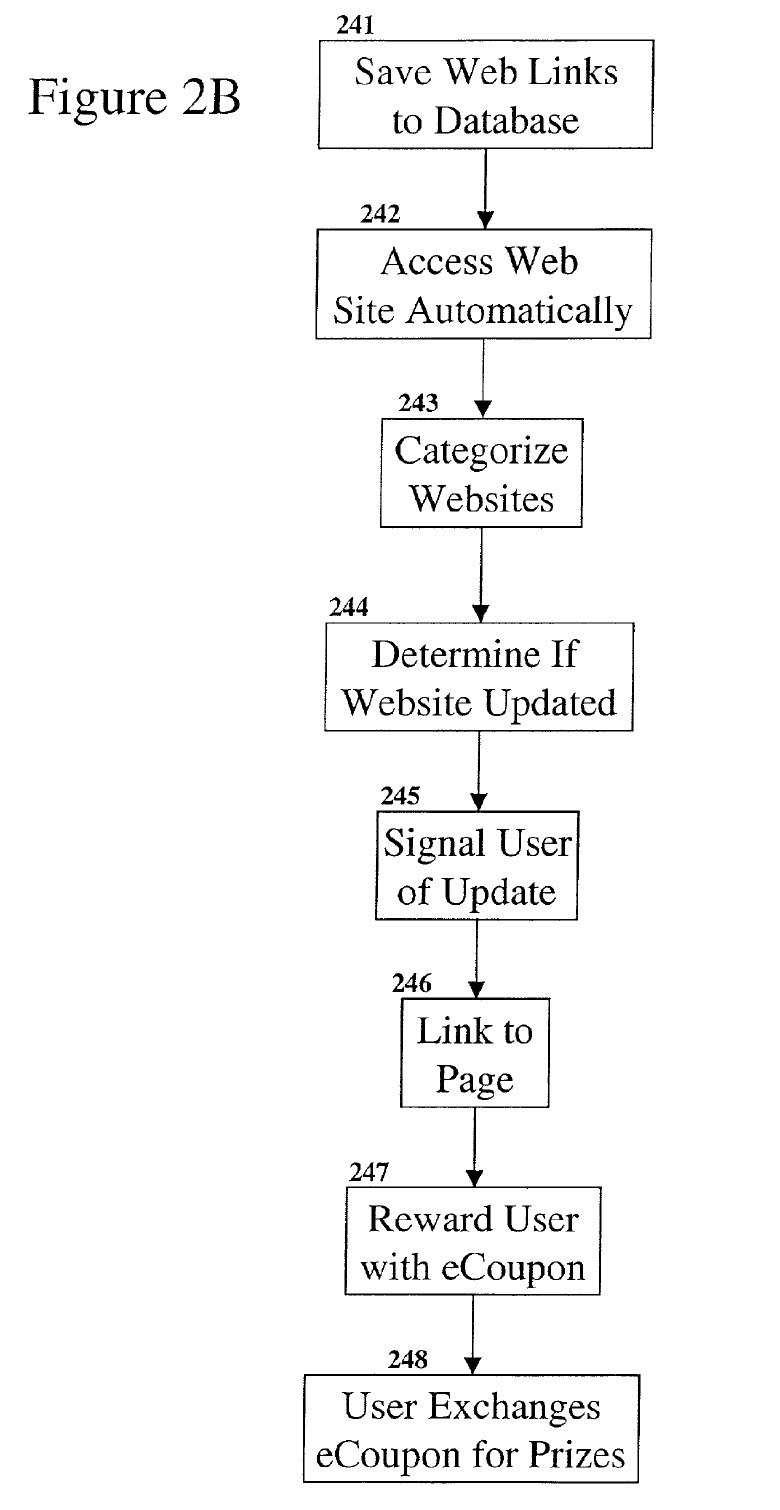 Figure 2B
241
Save Web Links
to Database
242
Access Web
Site Automatically
243
Categorize
Websites
244
Determine If
Website Updated
245
Signal User
of Update
246
Link to
Page
247
Reward User
with eCoupon
248
User Exchanges
eCoupon for Prizes